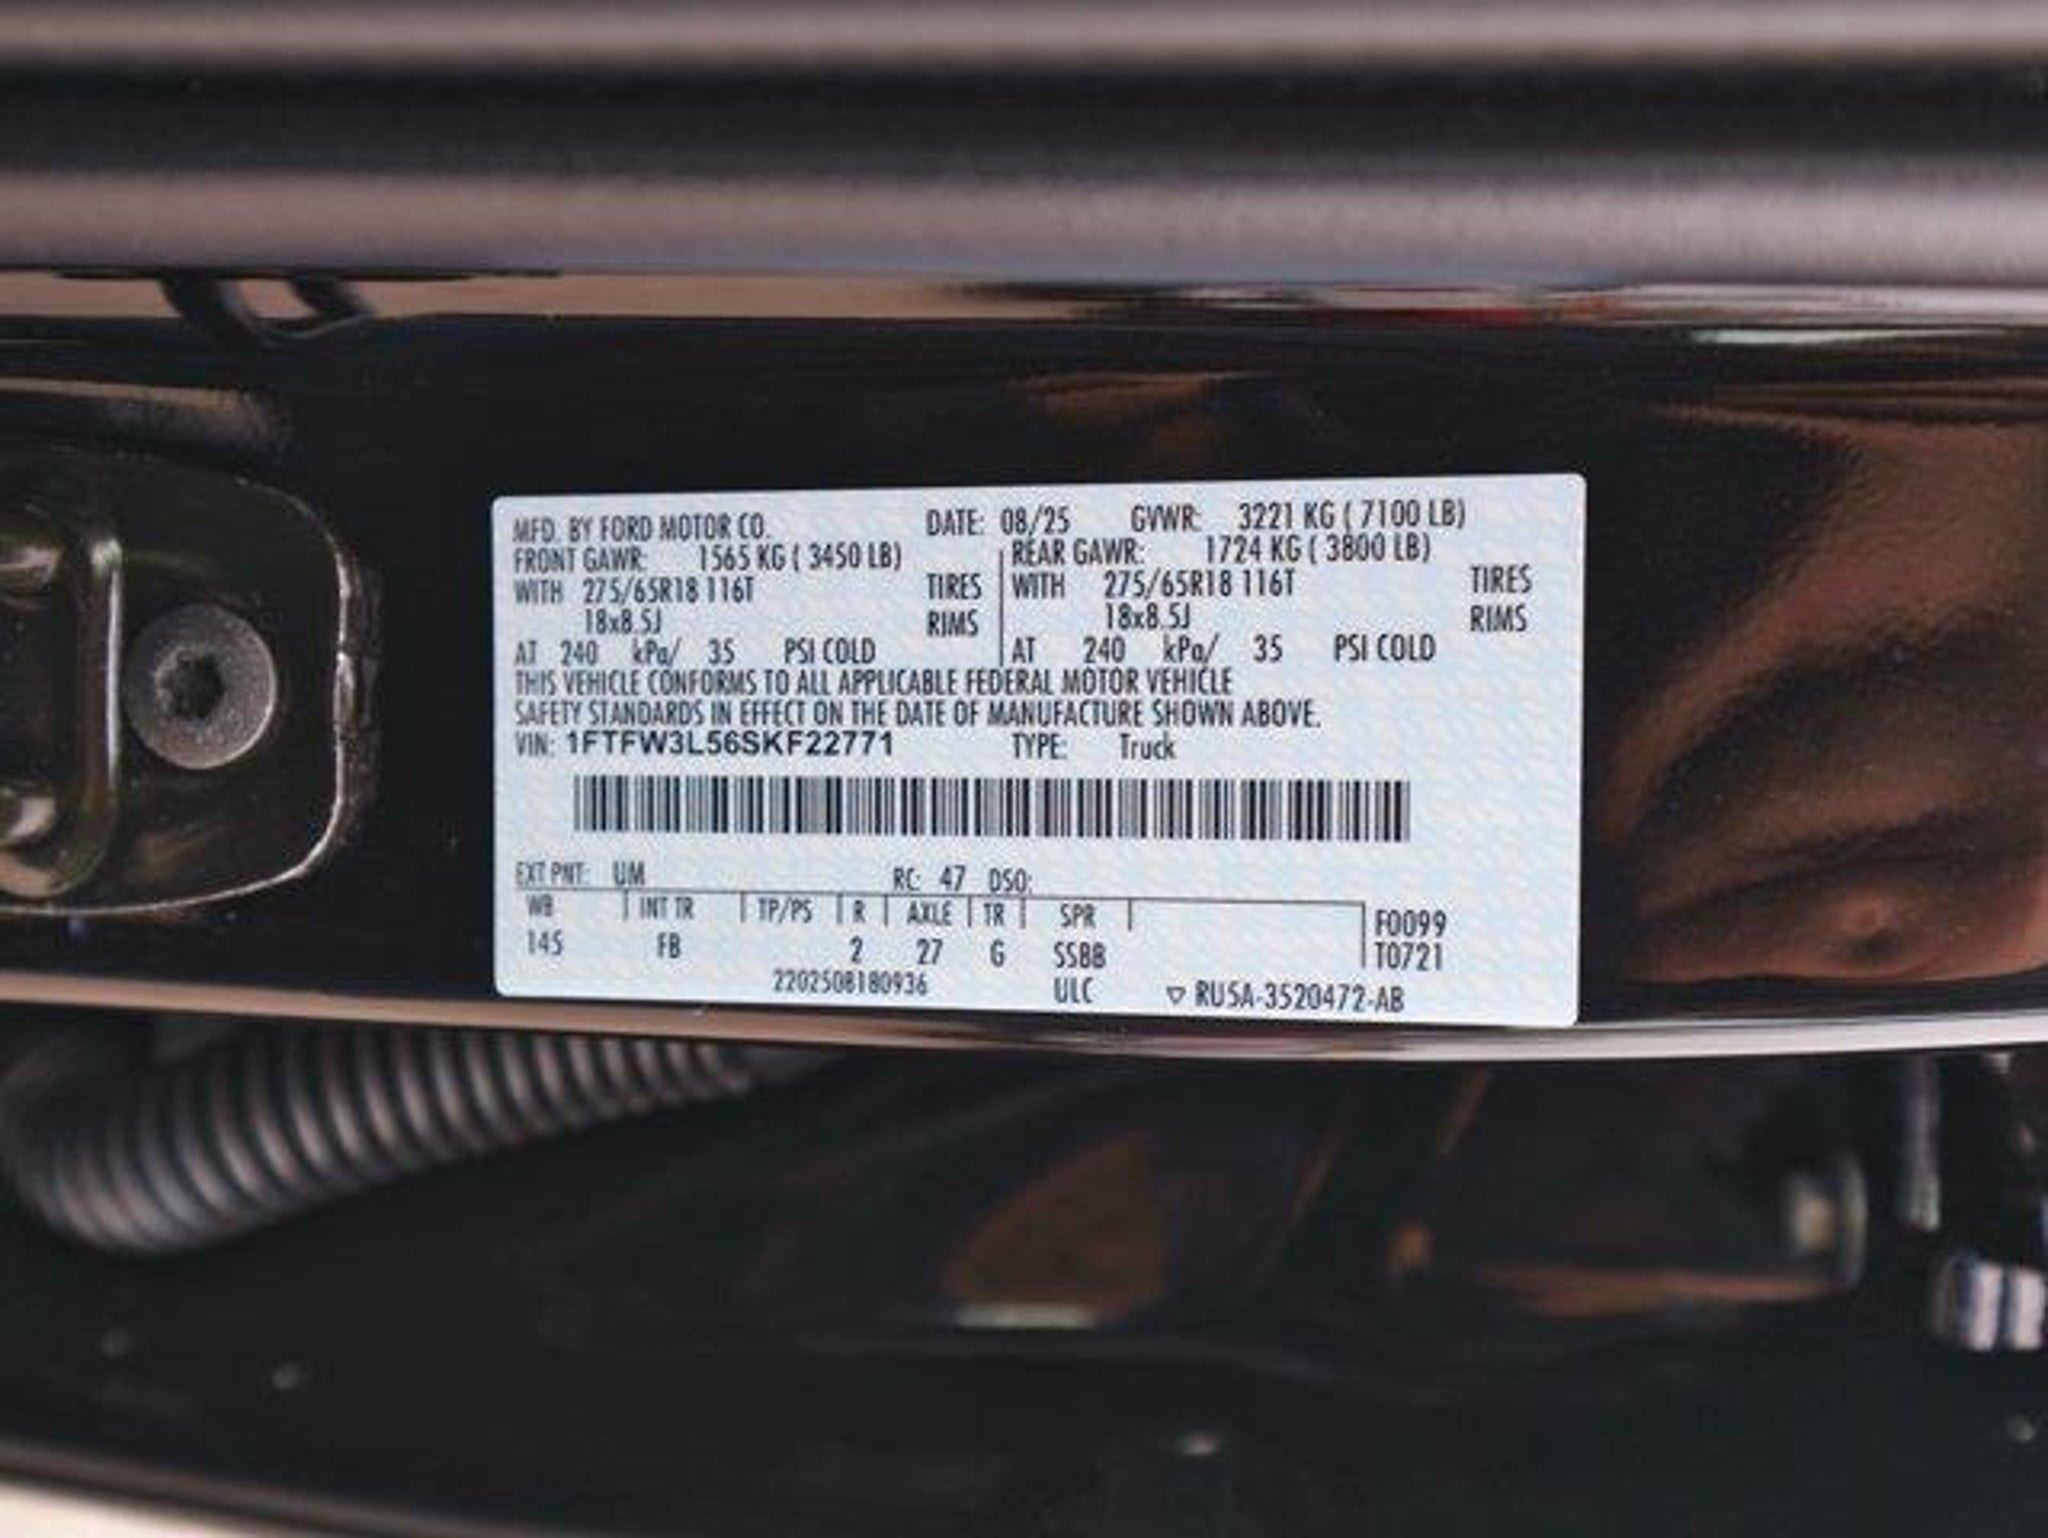 MFD. BY FORD MOTOR CO. DATE: 08/25 GVWR: 3221 KG ( 7100 LB)
FRONT GAWR: 1565 KG ( 3450 LB) REAR GAWR: 1724 KG ( 3800 LB)
WITH 275/65R18 116T TIRES WITH 275/65R18 116T TIRES
18x8.5J RIMS 18x8.5J RIMS
AT 240 kPa/ 35 PSI COLD AT 240 kPa/ 35 PSI COLD
THIS VEHICLE CONFORMS TO ALL APPLICABLE FEDERAL MOTOR VEHICLE
SAFETY STANDARDS IN EFFECT ON THE DATE OF MANUFACTURE SHOWN ABOVE.
VIN: 1FTFW3L56SKF22771 TYPE: Truck
EXT PNT: UM RC: 47 DSO:
WB INT TR TP/PS R AXLE TR SPR F0099
145 FB 2 27 G SSBB T0721
2202508180936 ULC ▽ RU5A-3520472-AB